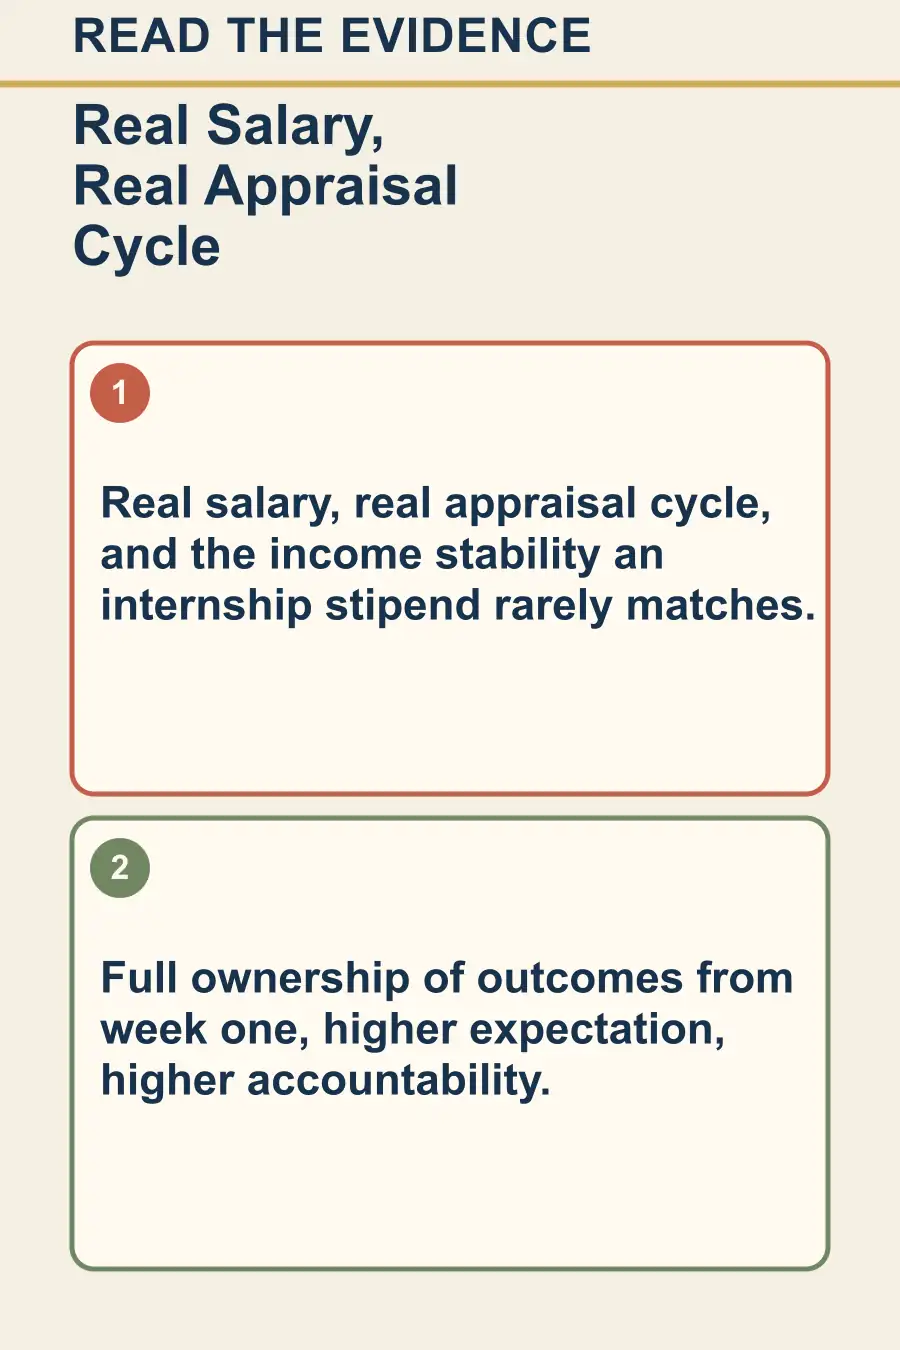 READ THE EVIDENCE
Real Salary,
Real Appraisal
Cycle
1
Real salary, real appraisal cycle,
and the income stability an
internship stipend rarely matches.
2
Full ownership of outcomes from
week one, higher expectation,
higher accountability.